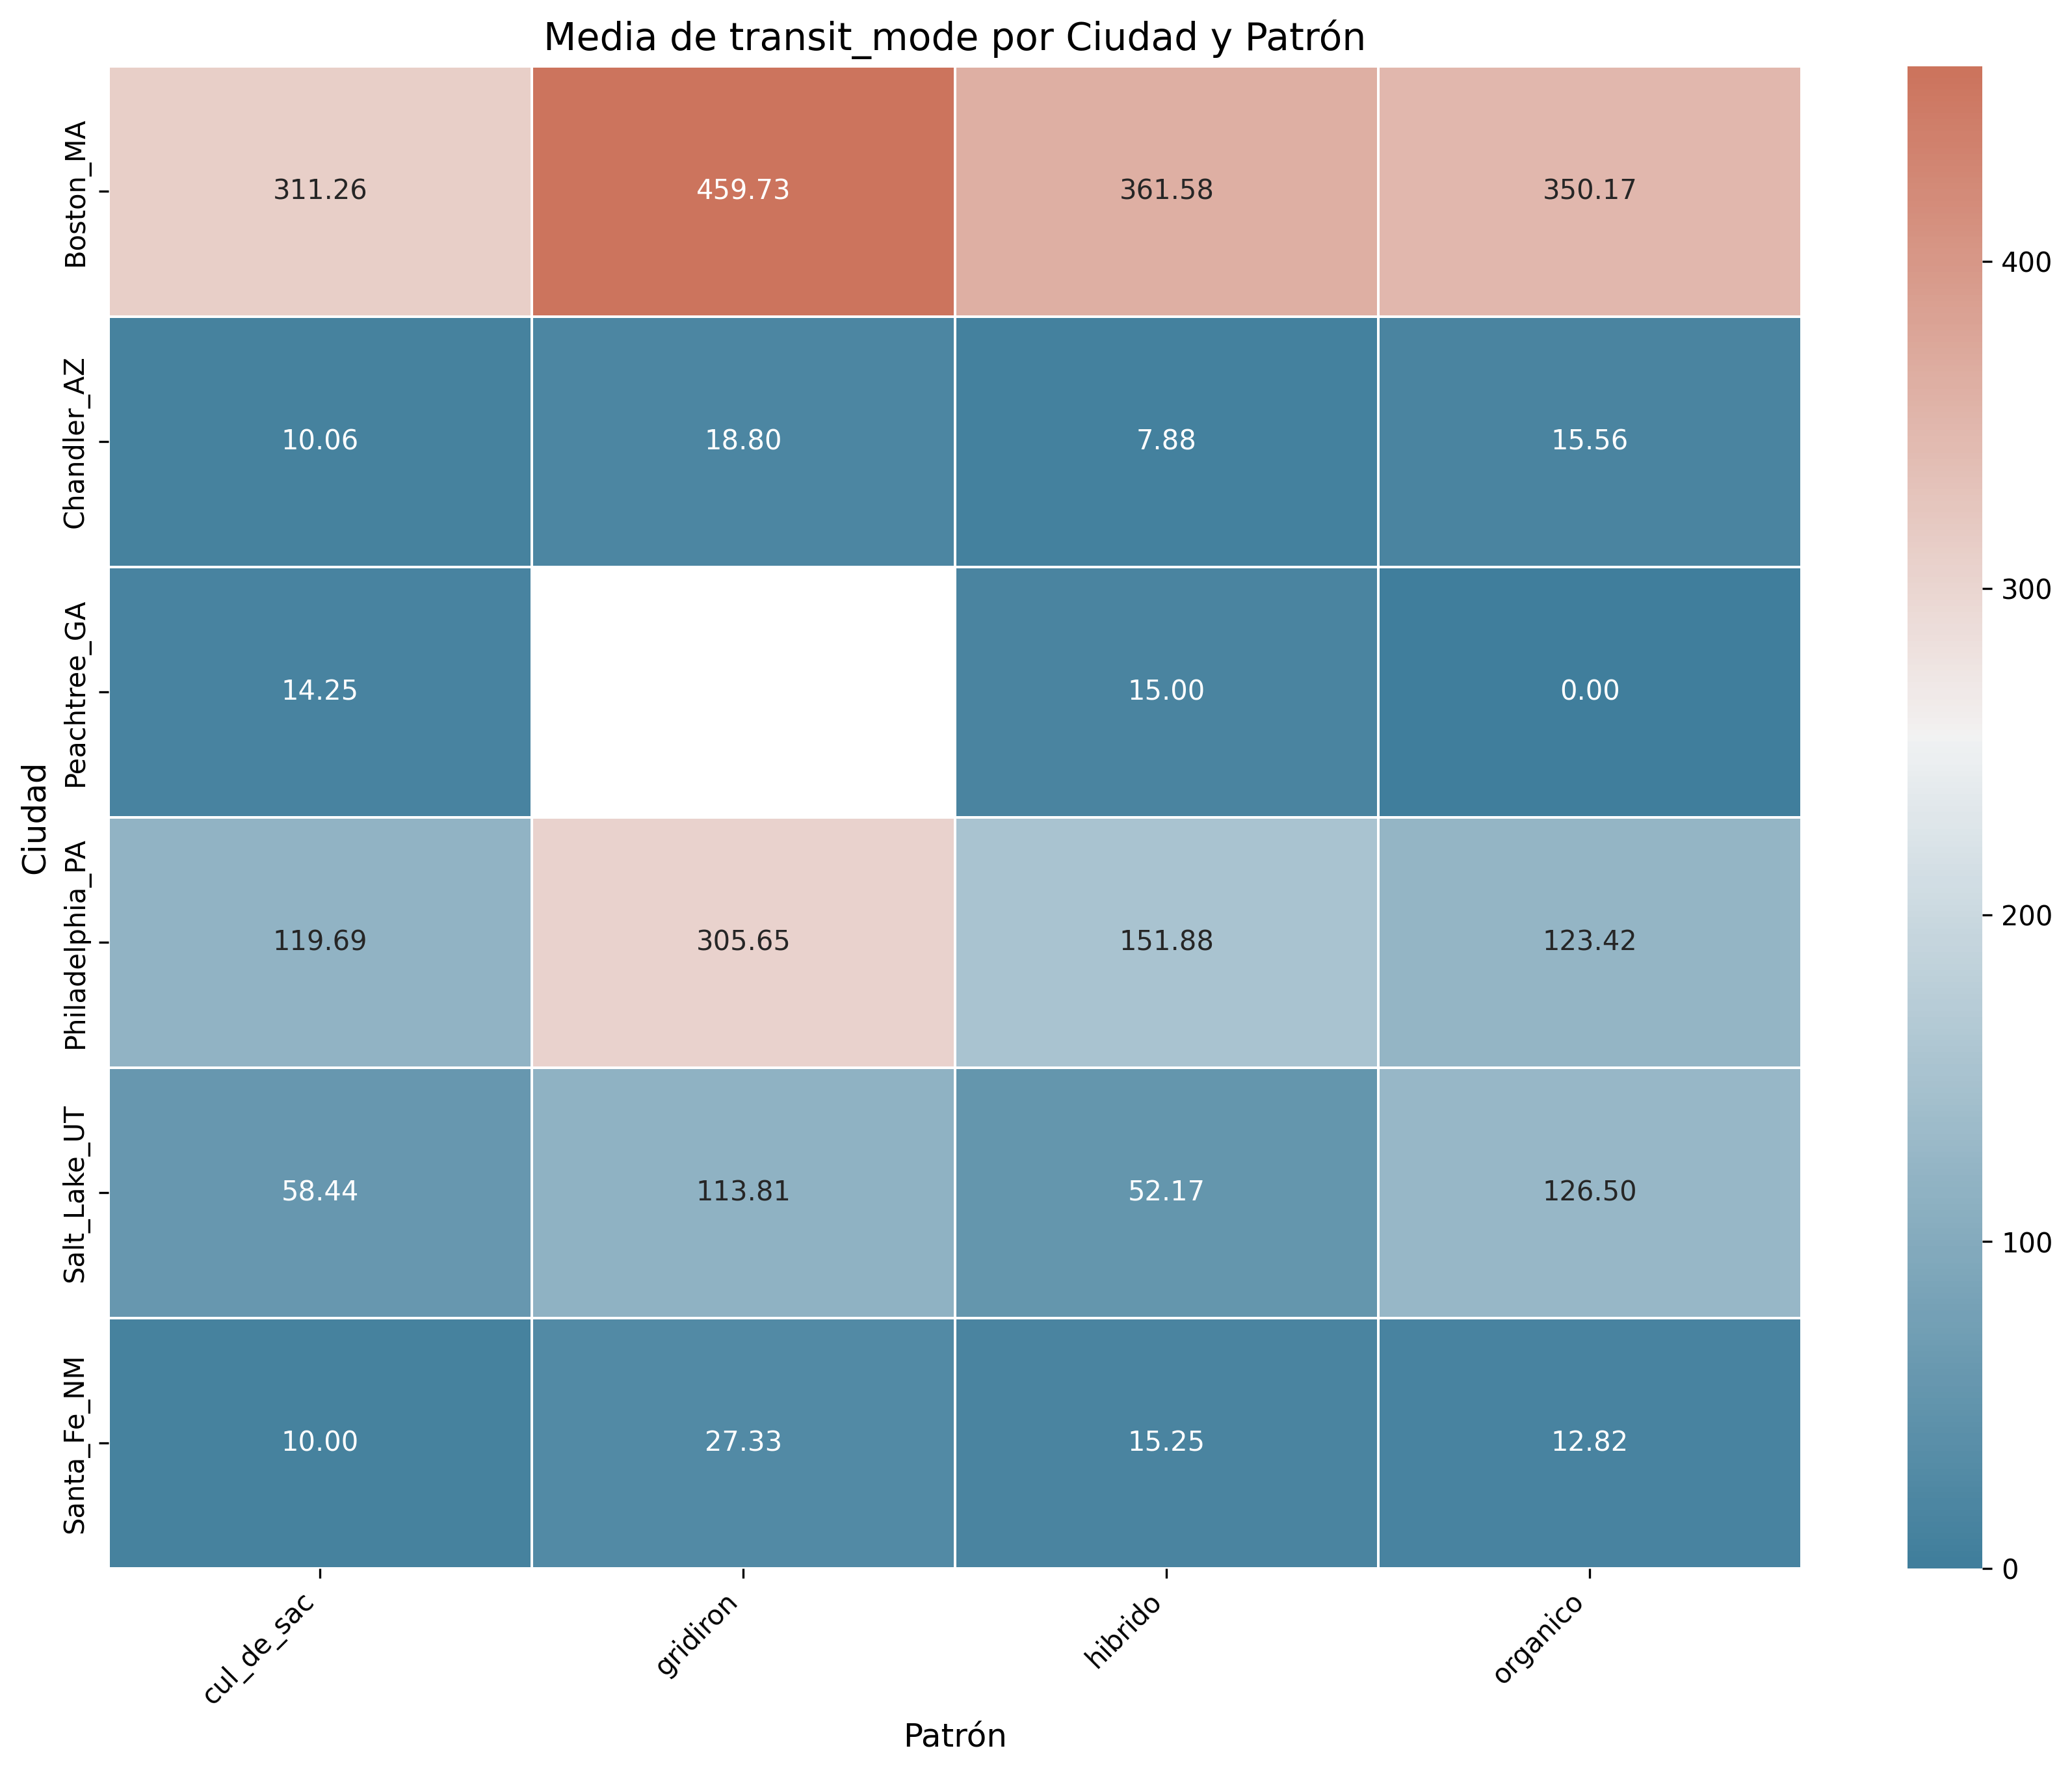 Media de transit_mode por Ciudad y Patrón
Ciudad
Boston_MA
311.26 459.73 361.58 350.17
Chandler_AZ
10.06 18.80 7.88 15.56
Peachtree_GA
14.25 15.00 0.00
Philadelphia_PA
119.69 305.65 151.88 123.42
Salt_Lake_UT
58.44 113.81 52.17 126.50
Santa_Fe_NM
10.00 27.33 15.25 12.82
cul_de_sac gridiron hibrido organico
Patrón
400
300
200
100
0